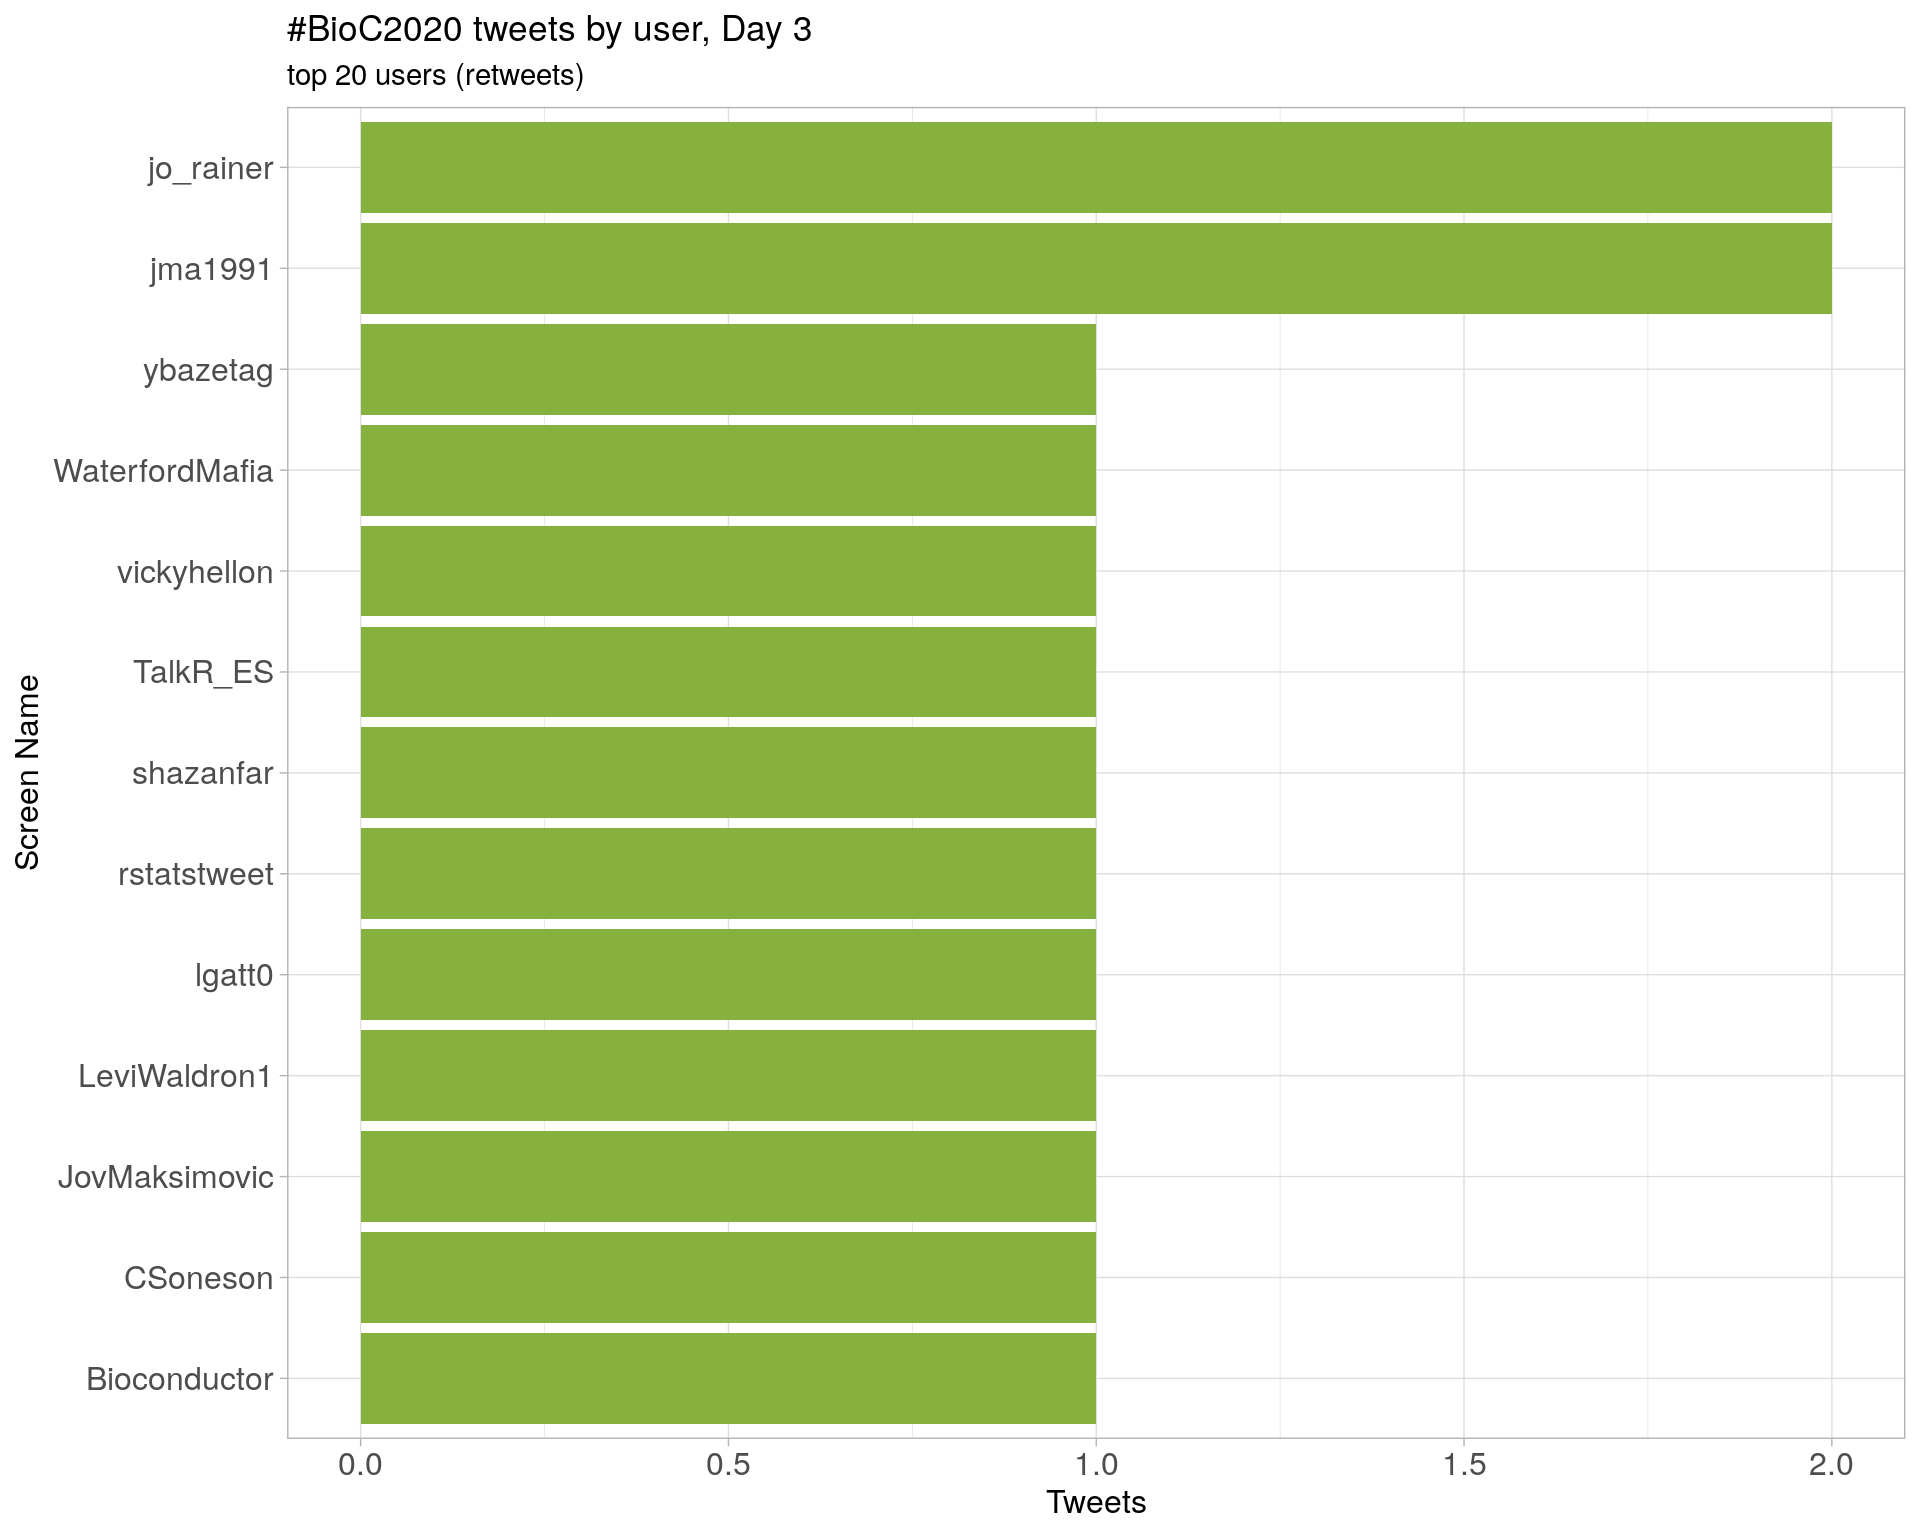 #BioC2020 tweets by user, Day 3
top 20 users (retweets)
Screen Name
jo_rainer
jma1991
ybazetag
WaterfordMafia
vickyhellon
TalkR_ES
shazanfar
rstatstweet
lgatt0
LeviWaldron1
JovMaksimovic
CSoneson
Bioconductor
0.0 0.5 1.0 1.5 2.0
Tweets